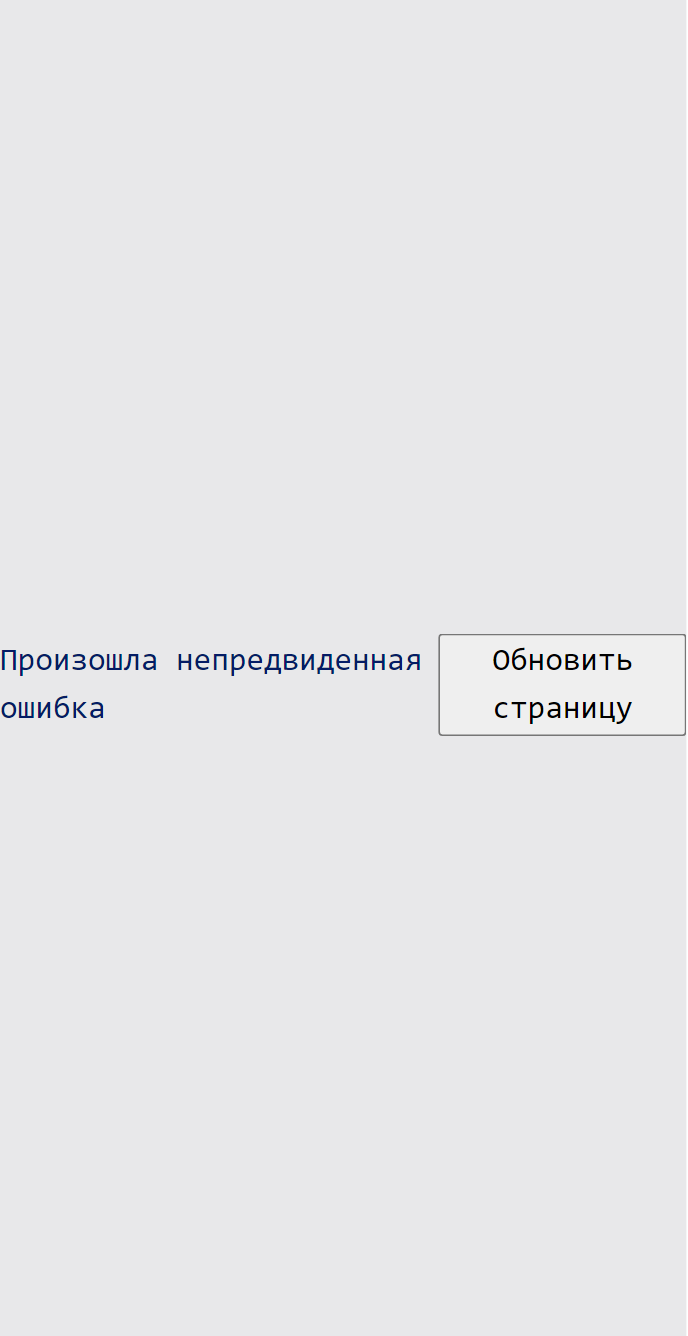 Произошла непредвиденная
ошибка
Обновить
страницу